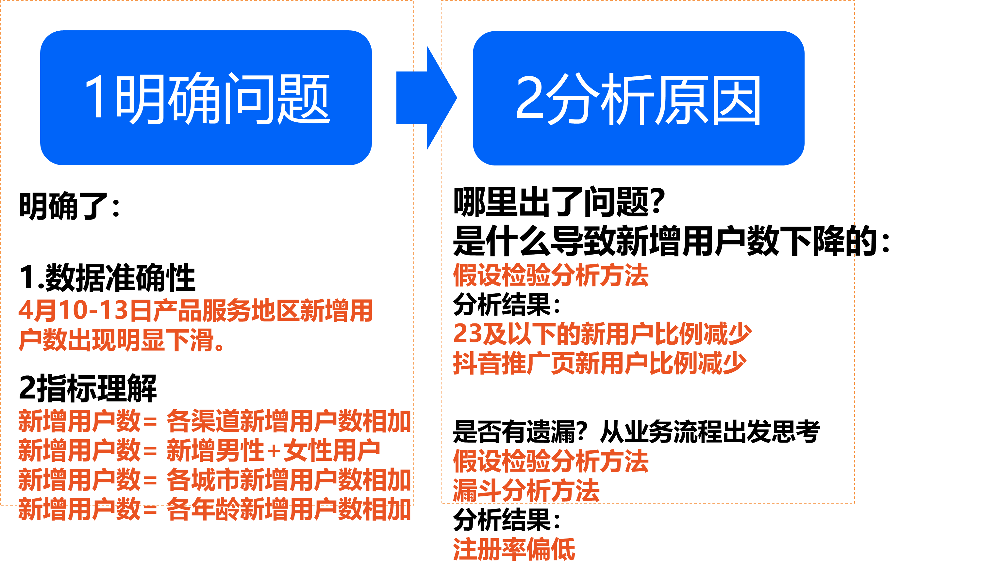 1明确问题
明确了：
1.数据准确性
4月10-13日产品服务地区新增用
户数出现明显下滑。
2指标理解
新增用户数= 各渠道新增用户数相加
新增用户数= 新增男性+女性用户
新增用户数= 各城市新增用户数相加
新增用户数= 各年龄新增用户数相加
2分析原因
哪里出了问题？
是什么导致新增用户数下降的：
假设检验分析方法
分析结果：
23及以下的新用户比例减少
抖音推广页新用户比例减少
是否有遗漏？从业务流程出发思考
假设检验分析方法
漏斗分析方法
分析结果：
注册率偏低